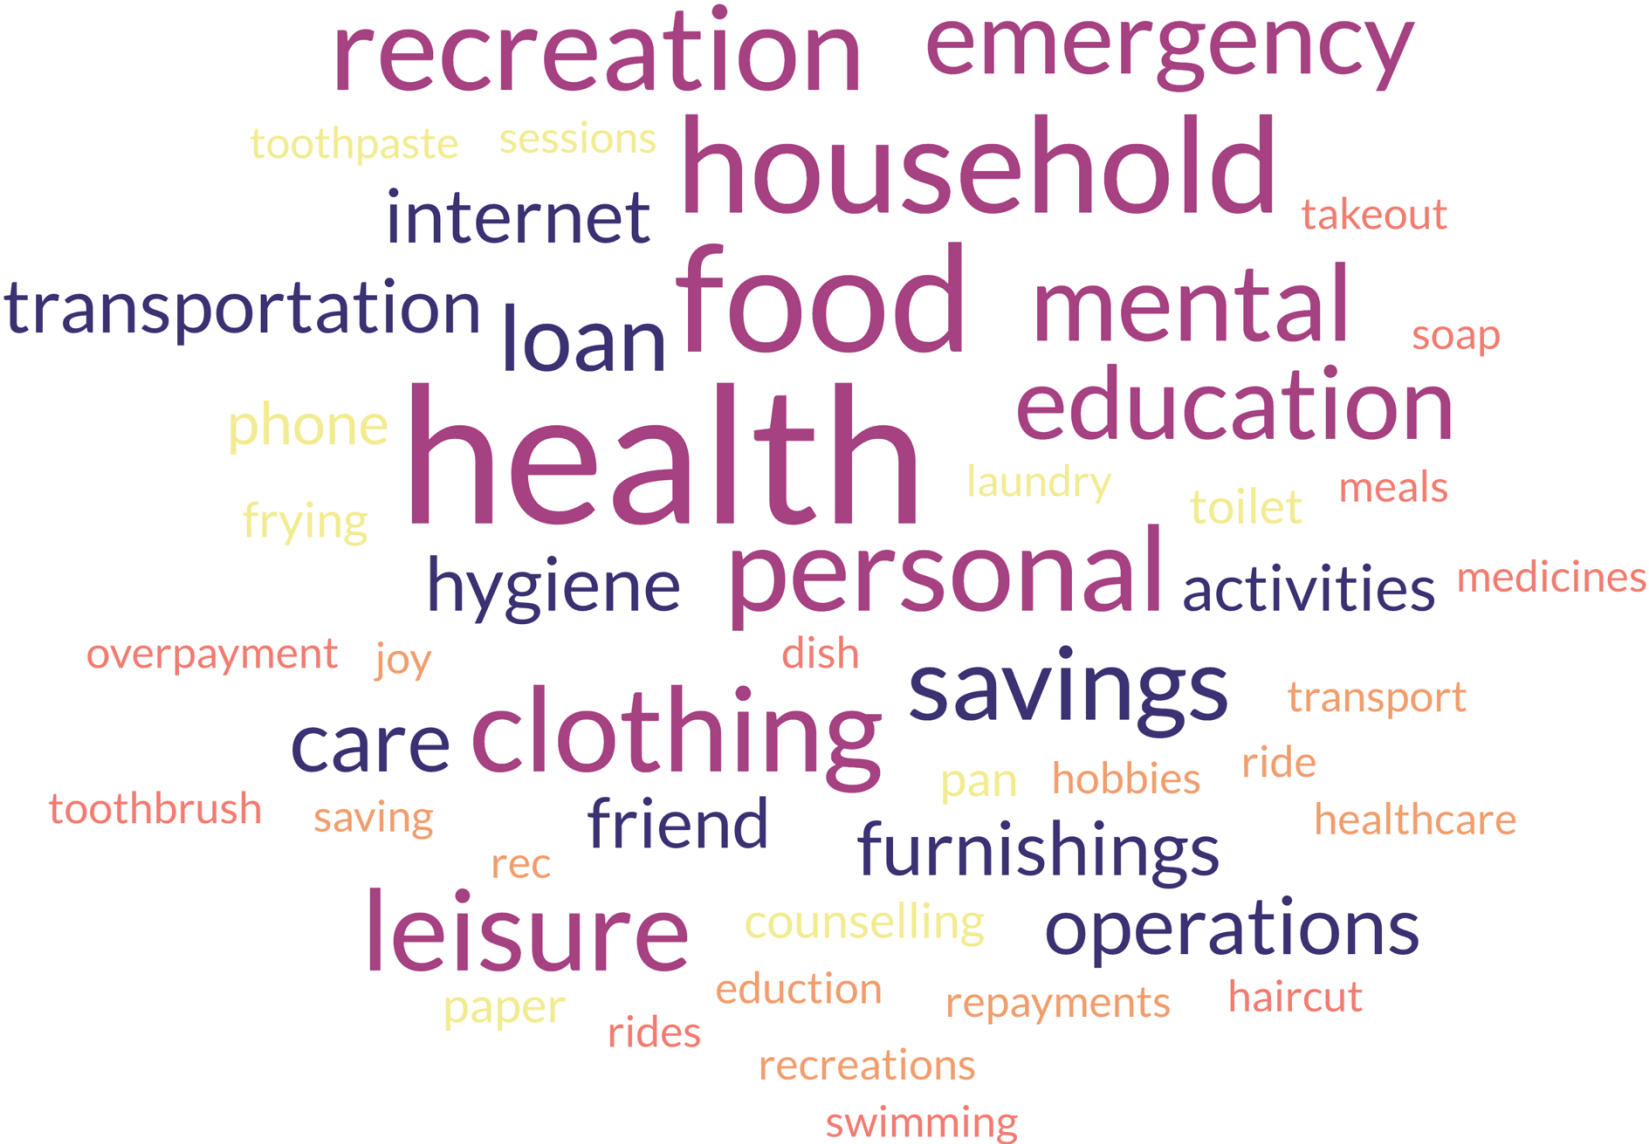 recreation emergency
toothpaste sessions household
internet takeout
transportation loan food mental soap
phone health education
frying laundry toilet meals
hygiene personal activities medicines
overpayment joy dish savings transport
care clothing pan hobbies ride
toothbrush saving friend furnishings healthcare
rec
leisure counselling operations
paper eduction repayments haircut
rides
recreations
swimming